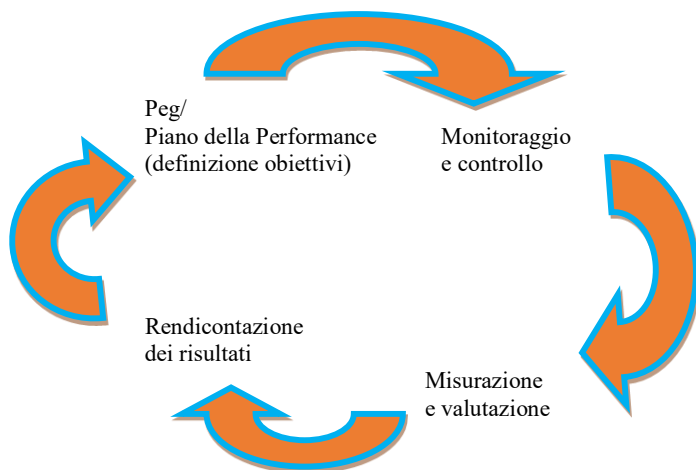 Peg/
Piano della Performance
(definizione obiettivi)
Monitoraggio
e controllo
Rendicontazione
dei risultati
Misurazione
e valutazione